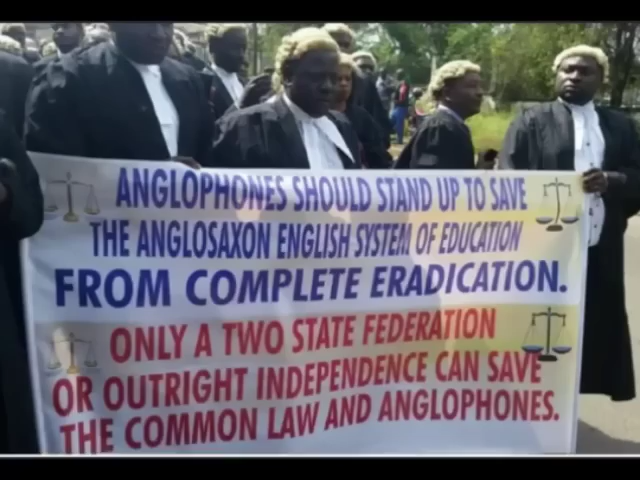 ANGLOPHONES SHOULD STAND UP TO SAVE
THE ANGLOSAXON ENGLISH SYSTEM OF EDUCATION
FROM COMPLETE ERADICATION.
ONLY A TWO STATE FEDERATION
OR OUTRIGHT INDEPENDENCE CAN SAVE
THE COMMON LAW AND ANGLOPHONES.